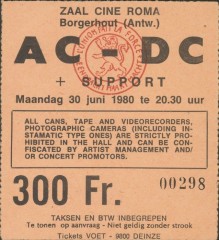 ZAAL CINE ROMA
Borgerhout (Antw.)
AC-DC
+ SUPPORT
Maandag 30 juni 1980 te 20.30 uur
ALL CANS, TAPE AND VIDEORECORDERS,
PHOTOGRAPHIC CAMERAS (INCLUDING IN-
STAMATIC TYPE ONES) ARE STRICTLY PRO-
HIBITED IN THE HALL AND CAN BE CON-
FISCATED BY ARTIST MANAGEMENT AND/
OR CONCERT PROMOTORS.
300 Fr.
00298
TAKSEN EN BTW INBEGREPEN
Te tonen op aanvraag - Niet geldig zonder strook
Tickets VOET - 9800 DEINZE